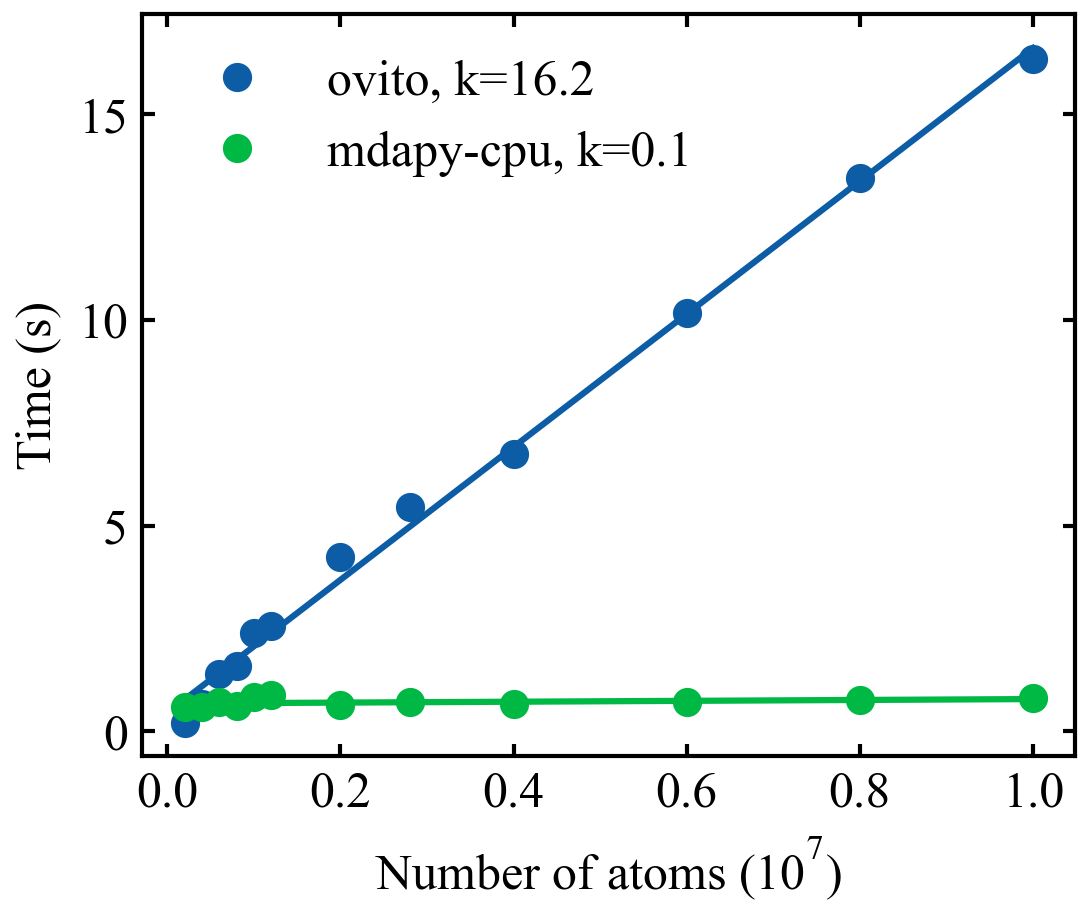 ovito, k=16.2
mdapy-cpu, k=0.1
15
10
5
0
Time (s)
0.0 0.2 0.4 0.6 0.8 1.0
Number of atoms (10⁷)